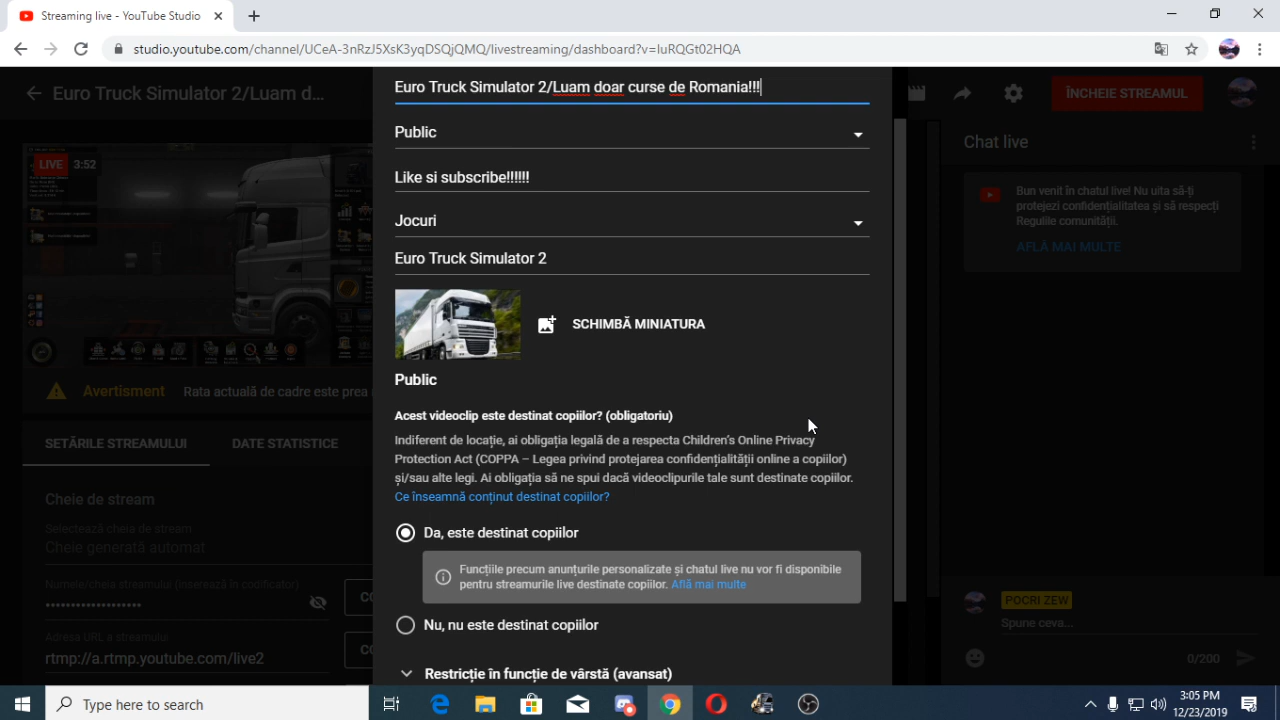 Streaming live - YouTube Studio
studio.youtube.com/channel/UCeA-3nRzJ5XsK3yqDSQjQMQ/livestreaming/dashboard?v=IuRQGt02HQA
Euro Truck Simulator 2/Luam d...
ÎNCHEIE STREAMUL
Euro Truck Simulator 2/Luam doar curse de Romania!!!
Public
Like si subscribe!!!!!!
Jocuri
Euro Truck Simulator 2
SCHIMBĂ MINIATURA
Public
Acest videoclip este destinat copiilor? (obligatoriu)
Indiferent de locație, ai obligația legală de a respecta Children's Online Privacy
Protection Act (COPPA – Legea privind protejarea confidențialității online a copiilor)
și/sau alte legi. Ai obligația să ne spui dacă videoclipurile tale sunt destinate copiilor.
Ce înseamnă conținut destinat copiilor?
Da, este destinat copiilor
Funcțiile precum anunțurile personalizate și chatul live nu vor fi disponibile
pentru streamurile live destinate copiilor. Află mai multe
Nu, nu este destinat copiilor
Restricție în funcție de vârstă (avansat)
LIVE 3:52
Avertisment Rata actuală de cadre este prea
SETĂRILE STREAMULUI DATE STATISTICE
Cheie de stream
Selectează cheia de stream
Cheie generată automat
Numele/cheia streamului (inserează în codificator)
CO
Adresa URL a streamului
rtmp://a.rtmp.youtube.com/live2
CO
Chat live
Bun venit în chatul live! Nu uita să-ți
protejezi confidențialitatea și să respecți
Regulile comunității.
AFLĂ MAI MULTE
POCRI ZEW
Spune ceva...
0/200
Type here to search
3:05 PM
12/23/2019